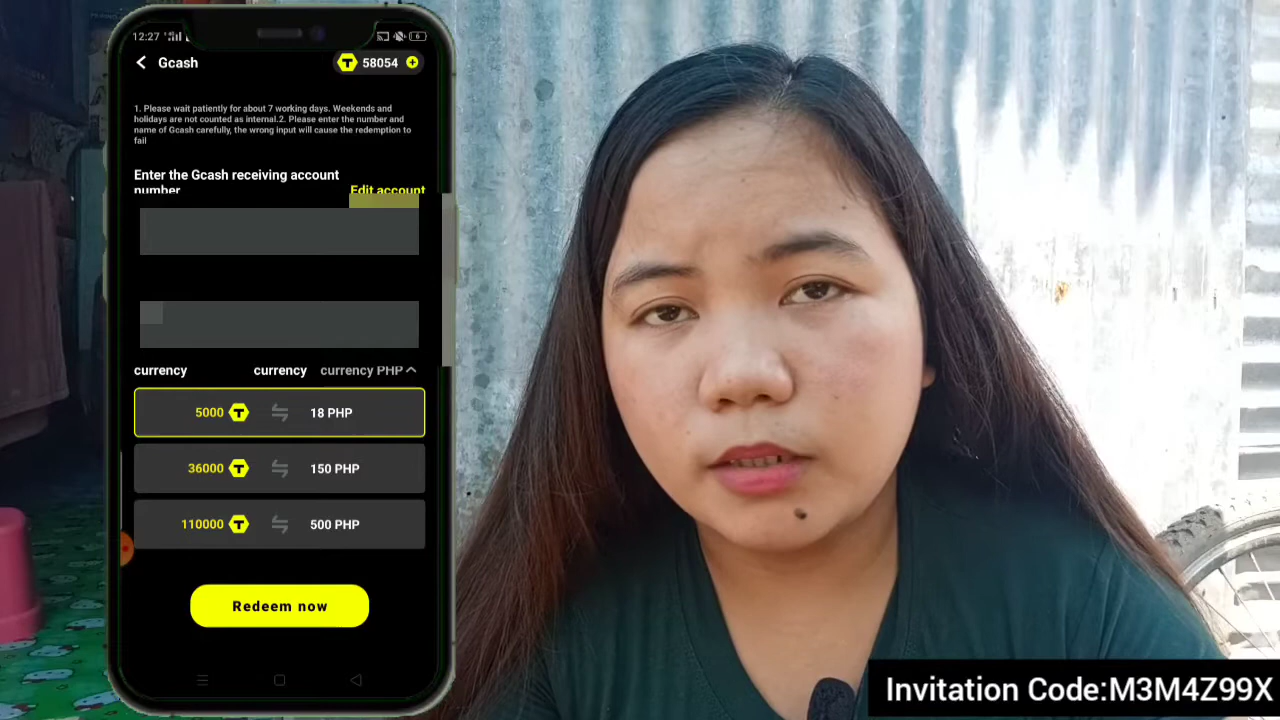 12:27
Gcash
T 58054 +
1. Please wait patiently for about 7 working days. Weekends and
holidays are not counted as internal.2. Please enter the number and
name of Gcash carefully, the wrong input will cause the redemption to
fail
Enter the Gcash receiving account
number Edit account
currency currency currency PHP
5000 T 18 PHP
36000 T 150 PHP
110000 T 500 PHP
Redeem now
Invitation Code:M3M4Z99X